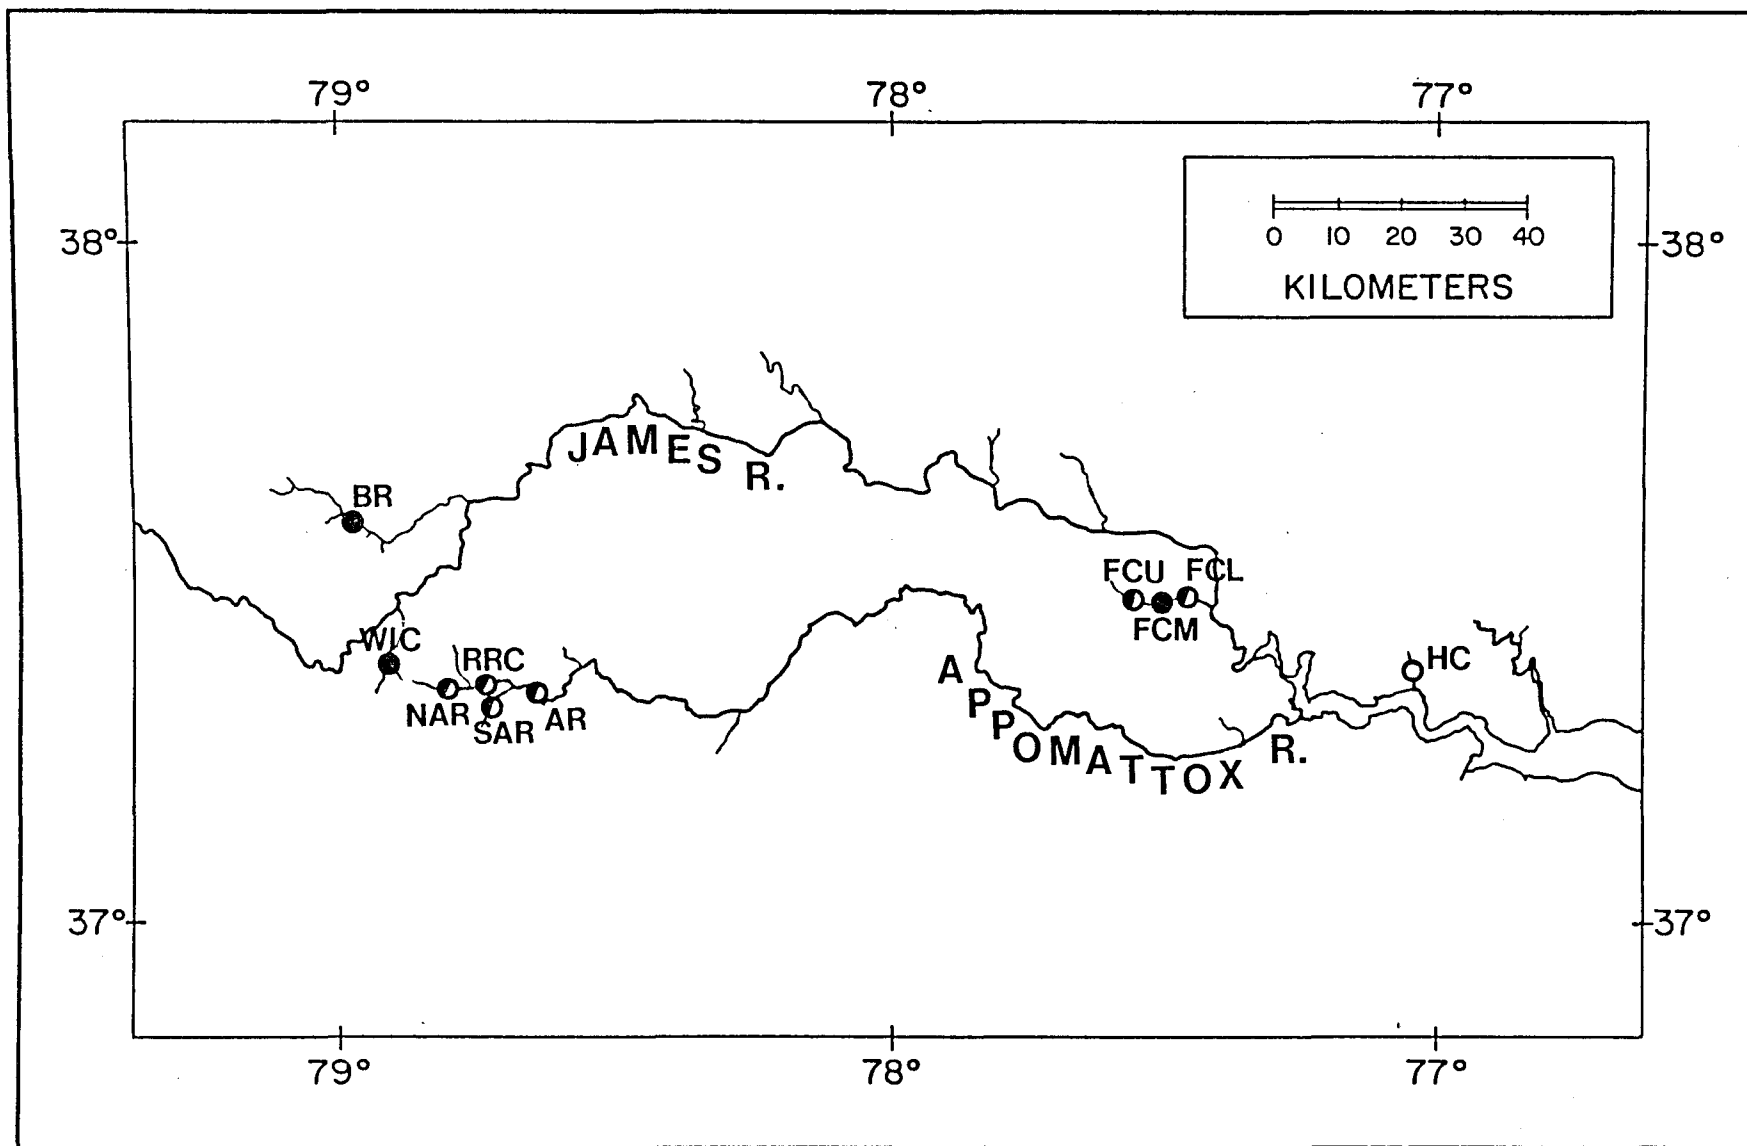 79° 78° 77°
38° 38°
0 10 20 30 40
KILOMETERS
JAMES R.
BR
FCU FCL
FCM
WIC
RRC
NAR
SAR
AR
HC
APPOMATTOX R.
37° 37°
79° 78° 77°